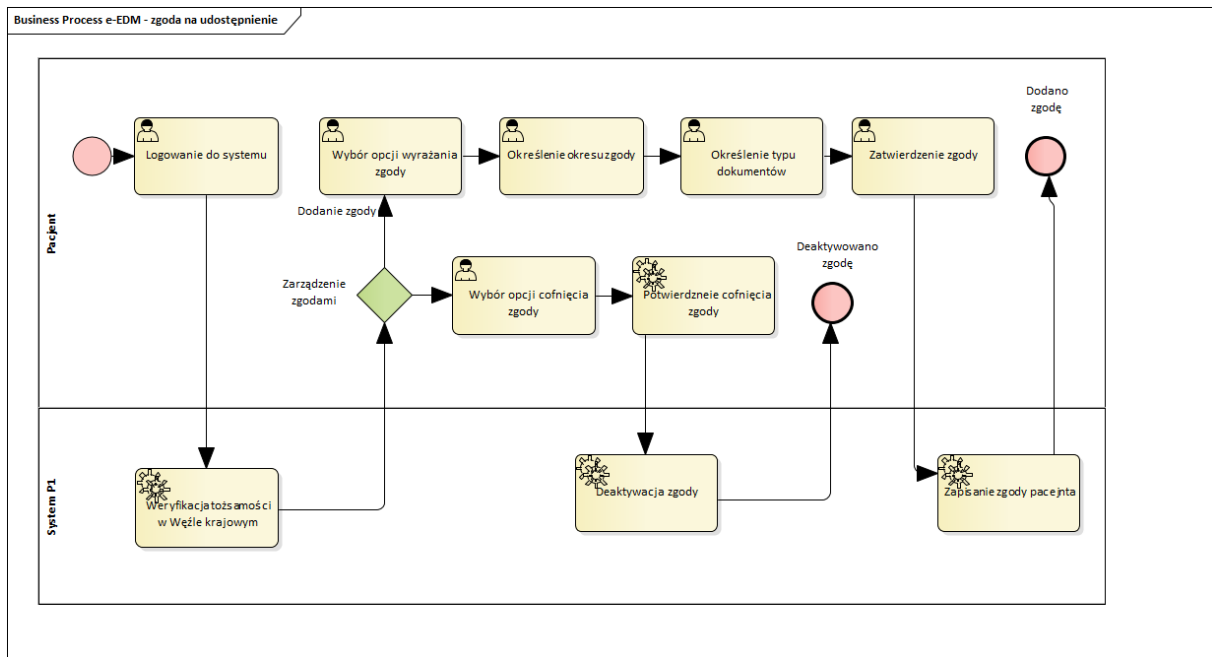 Business Process e-EDM - zgoda na udostępnienie
Dodano
zgodę
Logowanie do systemu
Wybór opcji wyrażania
zgody
Określenie okresu zgody
Określenie typu
dokumentów
Zatwierdzenie zgody
Dodanie zgody
Pacjent
Deaktywowano
zgodę
Zarządzenie
zgodami
Wybór opcji cofnięcia
zgody
Potwierdzneie cofnięcia
zgody
System P1
Weryfikacja tożsamości
w Węźle krajowym
Deaktywacja zgody
Zapisanie zgody pacejnta